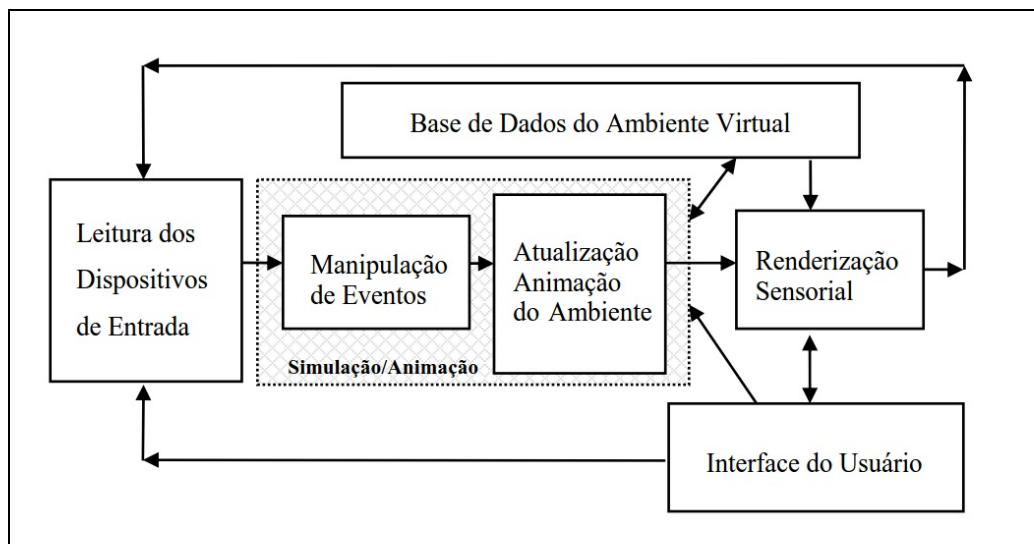 Base de Dados do Ambiente Virtual
Leitura dos
Dispositivos
de Entrada
Manipulação
de Eventos
Atualização
Animação
do Ambiente
Renderização
Sensorial
Simulação/Animação
Interface do Usuário